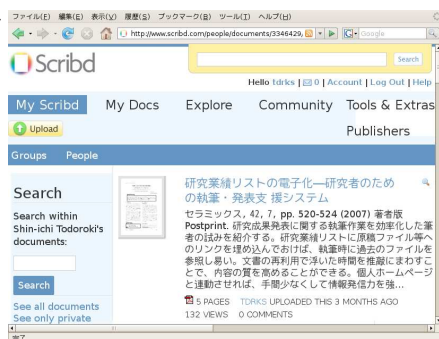 ファイル(F) 編集(E) 表示(V) 履歴(S) ブックマーク(B) ツール(T) ヘルプ(H)
http://www.scribd.com/people/documents/3346429, Google
Scribd
Search
Hello tdrks | 0 | Account | Log Out | Help
My Scribd My Docs Explore Community Tools & Extras
Upload Publishers
Groups People
Search
Search within
Shin-ichi Todoroki's
documents:
Search
See all documents
See only private
研究業績リストの電子化—研究者のため
の執筆・発表支 援システム
セラミックス, 42, 7, pp. 520-524 (2007) 著者版
Postprint. 研究成果発表に関する執筆作業を効率化した筆
者の試みを紹介する。研究業績リストに原稿ファイル等へ
のリンクを埋め込んでおけば、執筆時に過去のファイルを
参照し易い。文書の再利用で浮いた時間を推敲にまわすこ
とで、内容の質を高めることができる。個人ホームページ
と連動させれば、手間少なくして情報発信力を強...
5 PAGES TDRKS UPLOADED THIS 3 MONTHS AGO
132 VIEWS 0 COMMENTS
完了